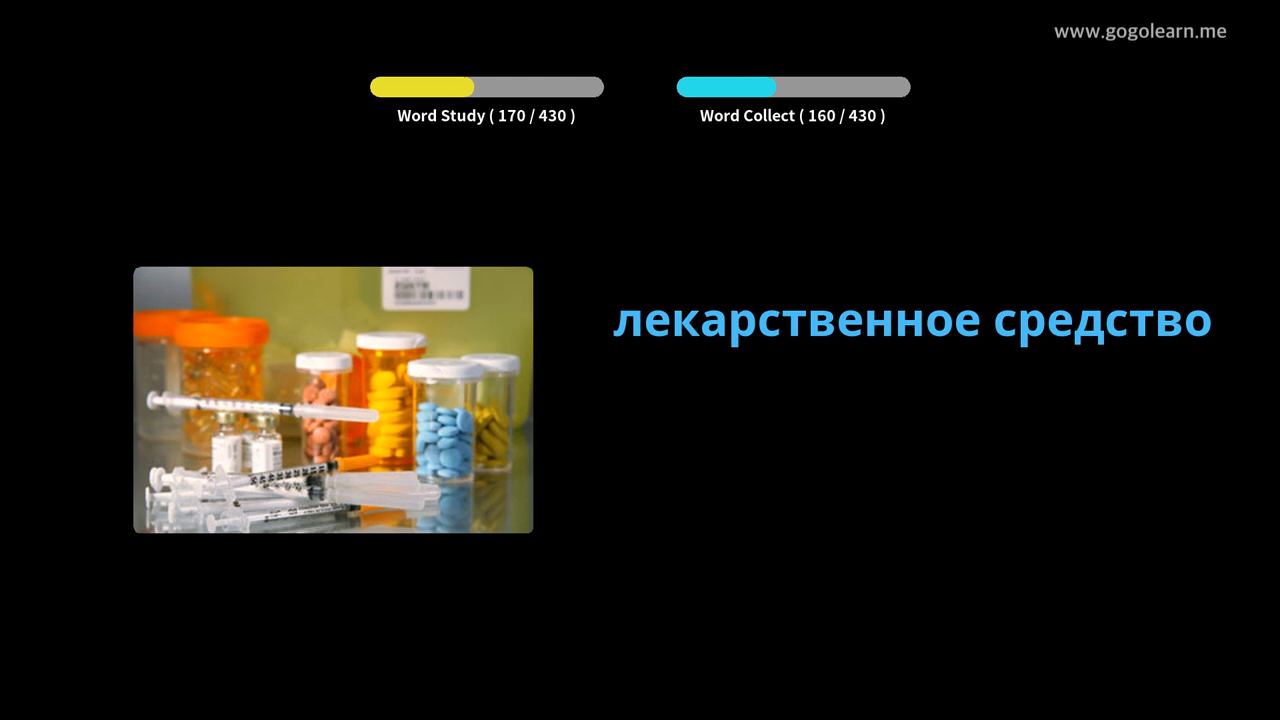 www.gogolearn.me
Word Study ( 170 / 430 )
Word Collect ( 160 / 430 )
лекарственное средство